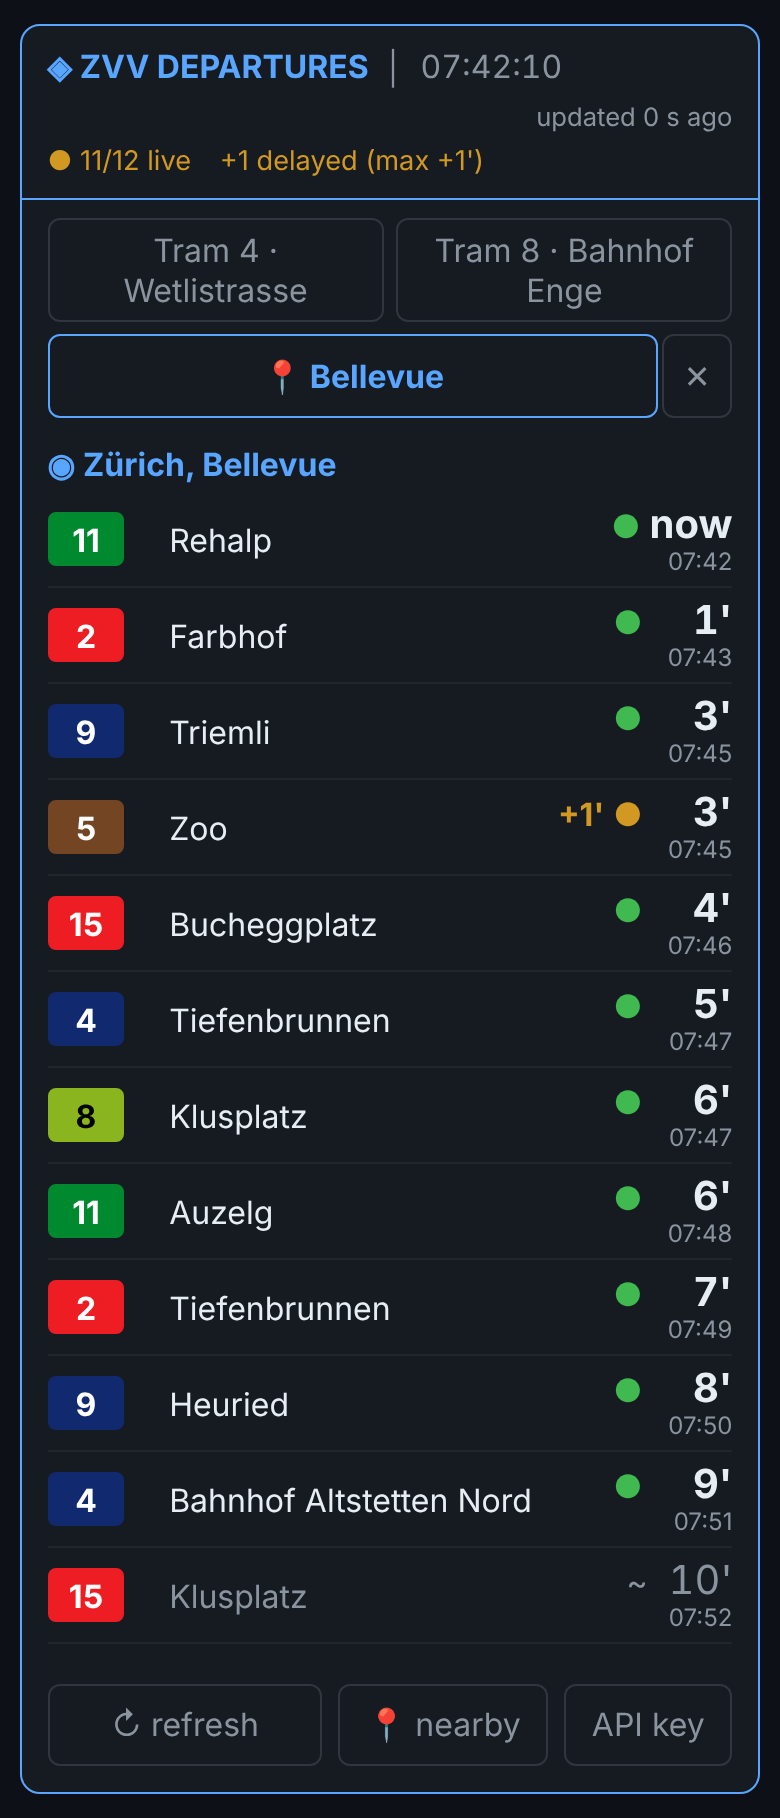 ◈ ZVV DEPARTURES │ 07:42:10
updated 0 s ago
● 11/12 live +1 delayed (max +1')
Tram 4 ·
Wetlistrasse
Tram 8 · Bahnhof
Enge
📍 Bellevue
✕
◉ Zürich, Bellevue
11 Rehalp ● now
07:42
2 Farbhof ● 1'
07:43
9 Triemli ● 3'
07:45
5 Zoo +1' ● 3'
07:45
15 Bucheggplatz ● 4'
07:46
4 Tiefenbrunnen ● 5'
07:47
8 Klusplatz ● 6'
07:47
11 Auzelg ● 6'
07:48
2 Tiefenbrunnen ● 7'
07:49
9 Heuried ● 8'
07:50
4 Bahnhof Altstetten Nord ● 9'
07:51
15 Klusplatz ~ 10'
07:52
↻ refresh
📍 nearby
API key